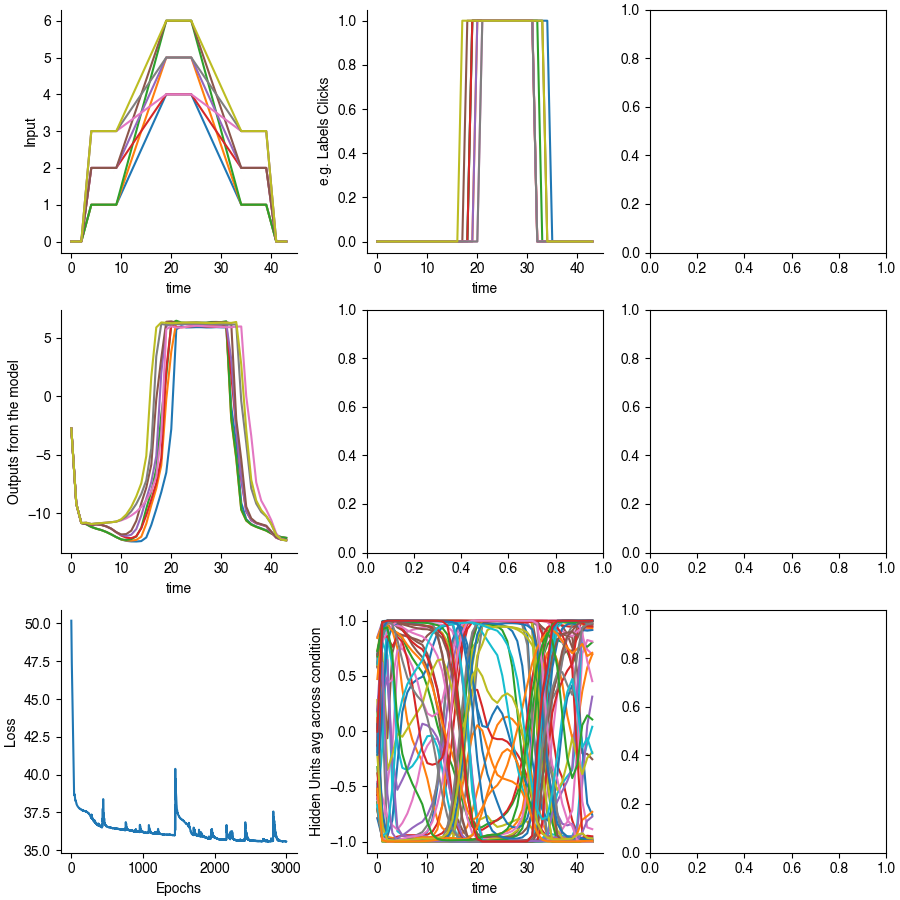 6
5
4
3
2
1
0
Input
0 10 20 30 40
time
1.0
0.8
0.6
0.4
0.2
0.0
e.g. Labels Clicks
0 20 40
time
1.0
0.8
0.6
0.4
0.2
0.0
0.0 0.2 0.4 0.6 0.8 1.0
5
0
−5
−10
Outputs from the model
0 10 20 30 40
time
1.0
0.8
0.6
0.4
0.2
0.0
0.0 0.2 0.4 0.6 0.8 1.0
1.0
0.8
0.6
0.4
0.2
0.0
0.0 0.2 0.4 0.6 0.8 1.0
50.0
47.5
45.0
42.5
40.0
37.5
35.0
Loss
0 1000 2000 3000
Epochs
1.0
0.5
0.0
−0.5
−1.0
Hidden Units avg across condition
0 10 20 30 40
time
1.0
0.8
0.6
0.4
0.2
0.0
0.0 0.2 0.4 0.6 0.8 1.0